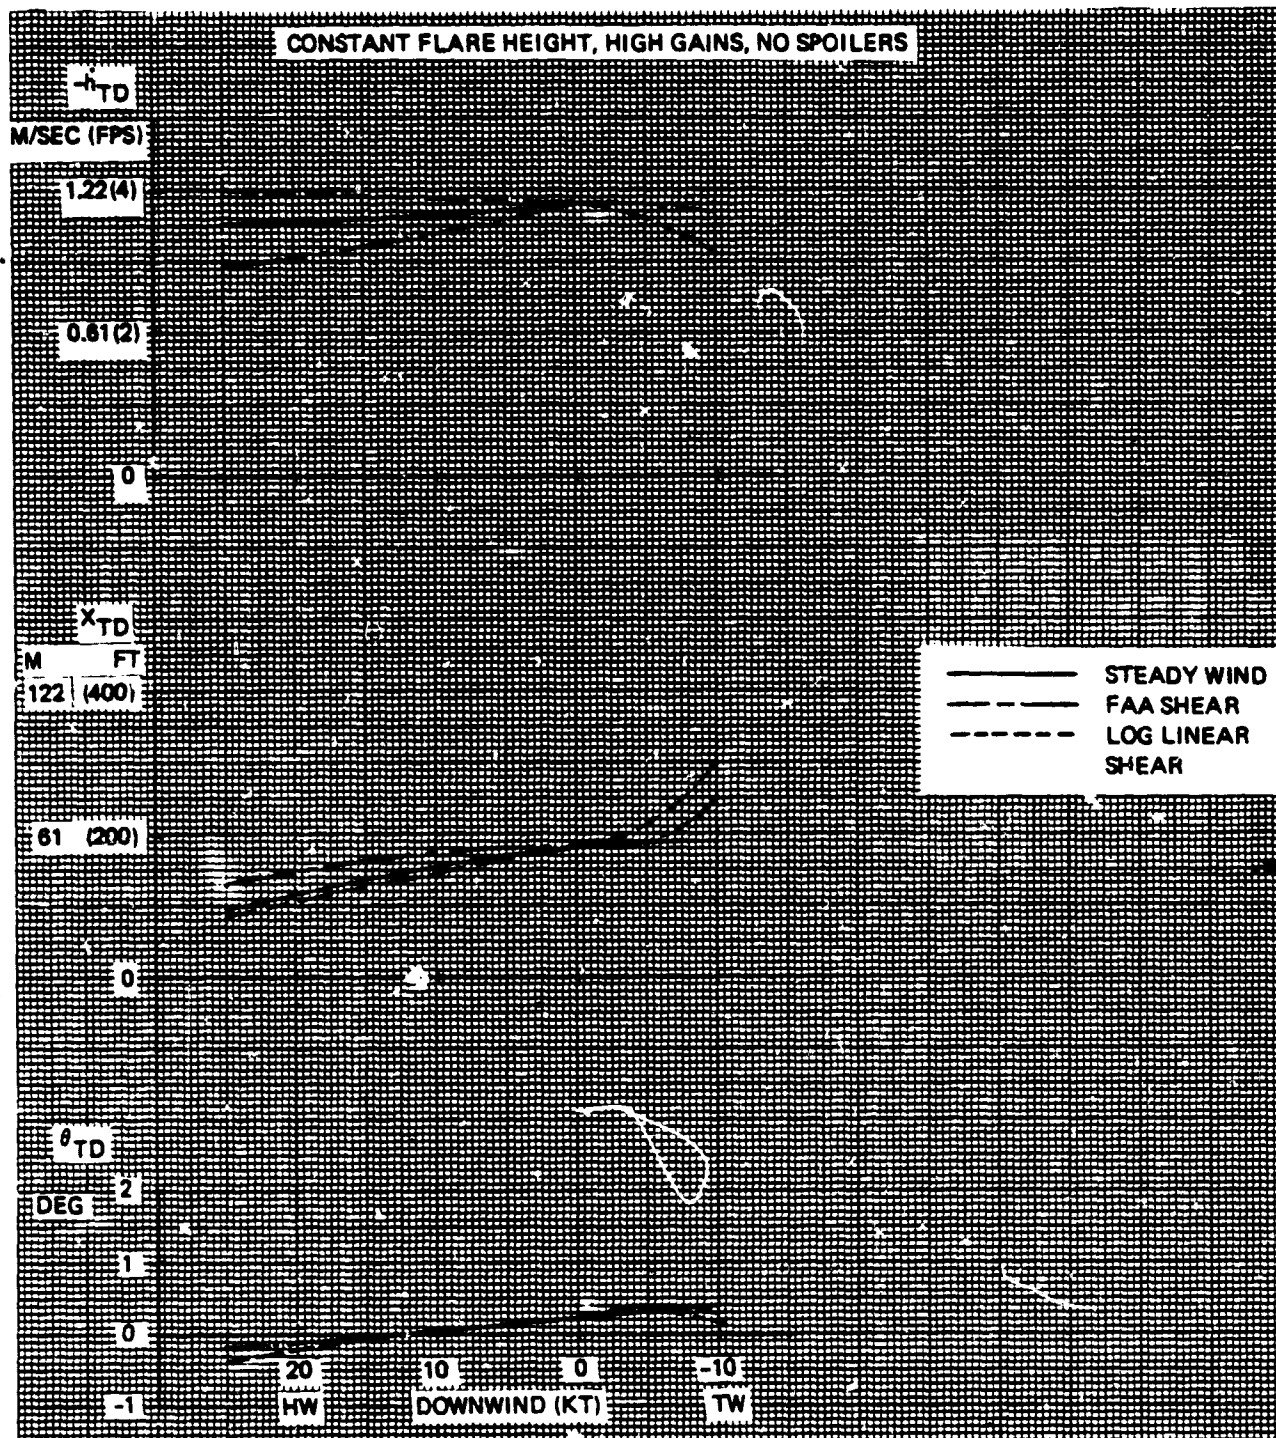 CONSTANT FLARE HEIGHT, HIGH GAINS, NO SPOILERS
-ḣTD
M/SEC (FPS)
1.22(4)
0.61(2)
0
XTD
M FT
122 (400)
61 (200)
0
STEADY WIND
FAA SHEAR
LOG LINEAR
SHEAR
θTD
DEG
2
1
0
-1
20 10 0 -10
HW DOWNWIND (KT) TW